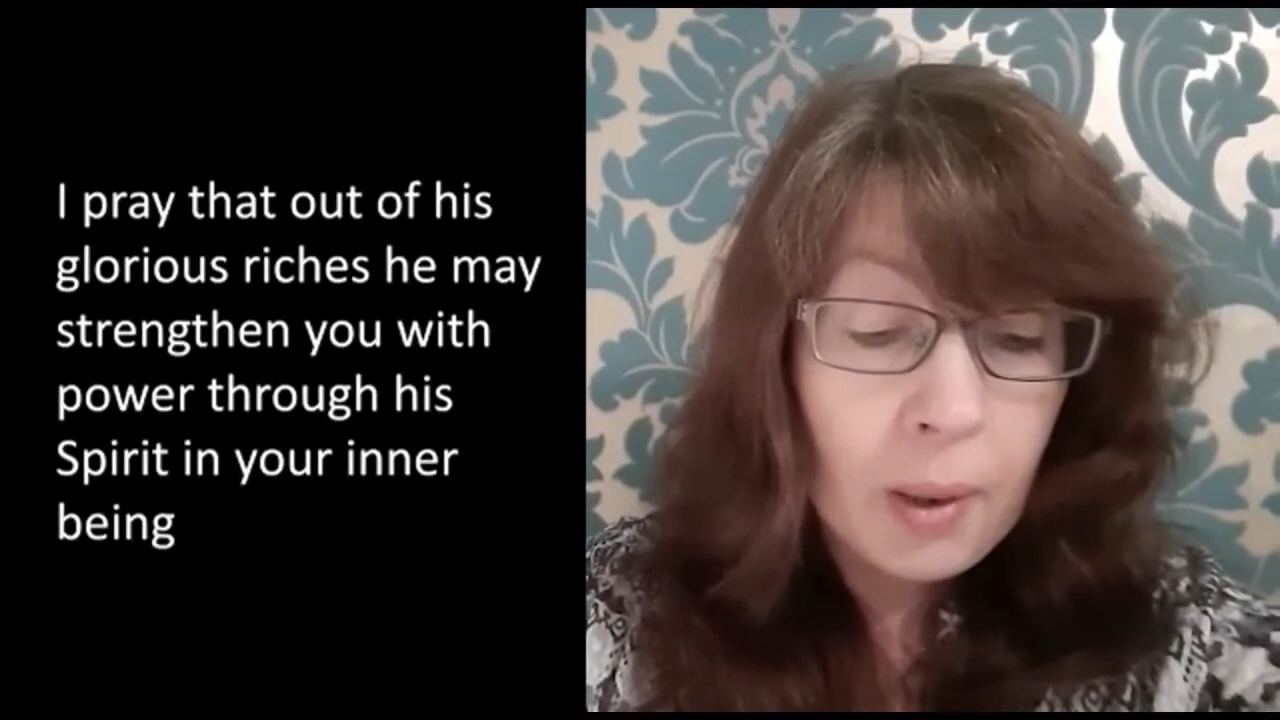 I pray that out of his
glorious riches he may
strengthen you with
power through his
Spirit in your inner
being